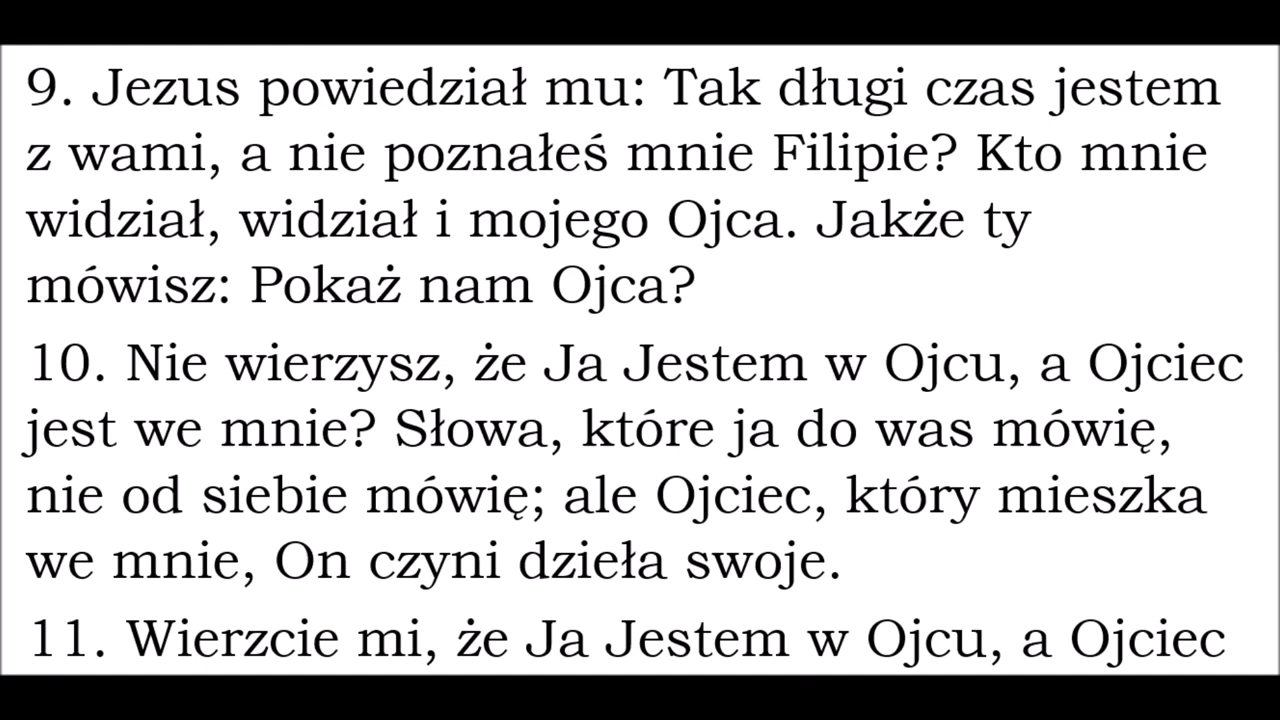 9. Jezus powiedział mu: Tak długi czas jestem
z wami, a nie poznałeś mnie Filipie? Kto mnie
widział, widział i mojego Ojca. Jakże ty
mówisz: Pokaż nam Ojca?
10. Nie wierzysz, że Ja Jestem w Ojcu, a Ojciec
jest we mnie? Słowa, które ja do was mówię,
nie od siebie mówię; ale Ojciec, który mieszka
we mnie, On czyni dzieła swoje.
11. Wierzcie mi, że Ja Jestem w Ojcu, a Ojciec